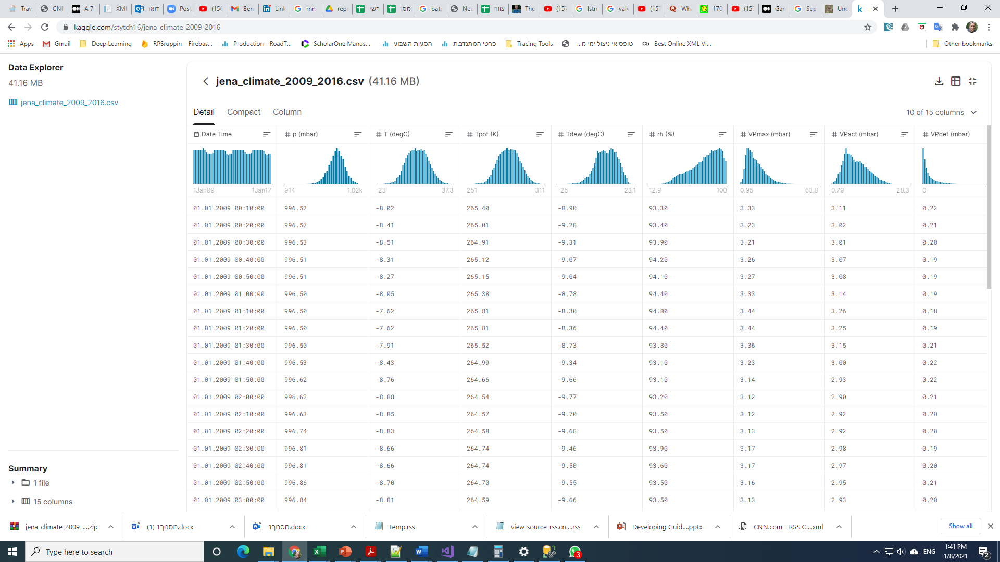 Trav
CNN
A 7
XML
דואר
Post
(156
Ben
Link
rnn
repo
רשי
מסכ
bato
Neu
צווה
The
(157
lstm
valv
(157
Wha
170
(157
Gan
Sep
Und
kaggle.com/stytch16/jena-climate-2009-2016
Apps
Gmail
Deep Learning
RPSruppin – Firebas...
Production - RoadT...
ScholarOne Manus...
הסעות השבוע
פרטי המתנדב.ת
Tracing Tools
טופס אי ניצול ימי מ...
Cb Best Online XML Vi...
Other bookmarks
Data Explorer
41.16 MB
jena_climate_2009_2016.csv
jena_climate_2009_2016.csv (41.16 MB)
Detail Compact Column
10 of 15 columns
Date Time # p (mbar) # T (degC) # Tpot (K) # Tdew (degC) # rh (%) # VPmax (mbar) # VPact (mbar) # VPdef (mbar)
1Jan09 1Jan17 914 1.02k -23 37.3 251 311 -25 23.1 12.9 100 0.95 63.8 0.79 28.3 0
01.01.2009 00:10:00 996.52 -8.02 265.40 -8.90 93.30 3.33 3.11 0.22
01.01.2009 00:20:00 996.57 -8.41 265.01 -9.28 93.40 3.23 3.02 0.21
01.01.2009 00:30:00 996.53 -8.51 264.91 -9.31 93.90 3.21 3.01 0.20
01.01.2009 00:40:00 996.51 -8.31 265.12 -9.07 94.20 3.26 3.07 0.19
01.01.2009 00:50:00 996.51 -8.27 265.15 -9.04 94.10 3.27 3.08 0.19
01.01.2009 01:00:00 996.50 -8.05 265.38 -8.78 94.40 3.33 3.14 0.19
01.01.2009 01:10:00 996.50 -7.62 265.81 -8.30 94.80 3.44 3.26 0.18
01.01.2009 01:20:00 996.50 -7.62 265.81 -8.36 94.40 3.44 3.25 0.19
01.01.2009 01:30:00 996.50 -7.91 265.52 -8.73 93.80 3.36 3.15 0.21
01.01.2009 01:40:00 996.53 -8.43 264.99 -9.34 93.10 3.23 3.00 0.22
01.01.2009 01:50:00 996.62 -8.76 264.66 -9.66 93.10 3.14 2.93 0.22
01.01.2009 02:00:00 996.62 -8.88 264.54 -9.77 93.20 3.12 2.90 0.21
01.01.2009 02:10:00 996.63 -8.85 264.57 -9.70 93.50 3.12 2.92 0.20
01.01.2009 02:20:00 996.74 -8.83 264.58 -9.68 93.50 3.13 2.92 0.20
01.01.2009 02:30:00 996.81 -8.66 264.74 -9.46 93.90 3.17 2.98 0.19
01.01.2009 02:40:00 996.81 -8.66 264.74 -9.50 93.60 3.17 2.97 0.20
01.01.2009 02:50:00 996.86 -8.70 264.70 -9.55 93.50 3.16 2.95 0.21
01.01.2009 03:00:00 996.84 -8.81 264.59 -9.66 93.50 3.13 2.93 0.20
Summary
1 file
15 columns
jena_climate_2009_....zip
מסמך1 (1).docx
מסמך1.docx
temp.rss
view-source_rss.cn....rss
Developing Guid....pptx
CNN.com - RSS C....xml
Show all
Type here to search
3
ENG
1:41 PM
1/8/2021
2